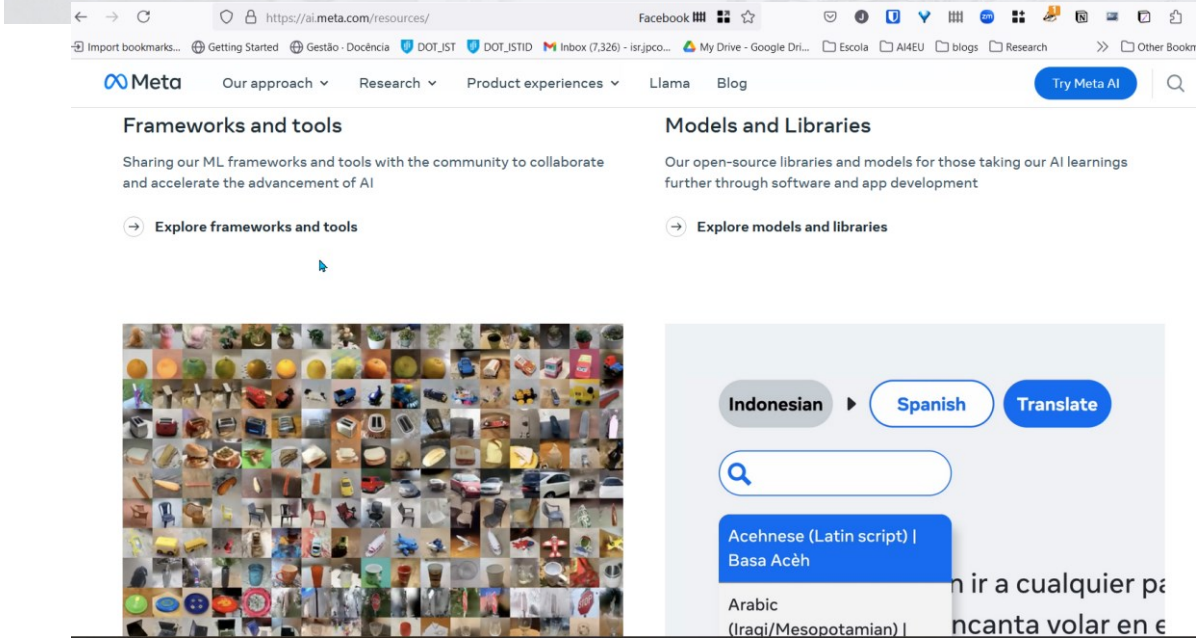 https://ai.meta.com/resources/ Facebook
Import bookmarks... Getting Started Gestão - Docência DOT_IST DOT_ISTID Inbox (7,326) - isr.jpco... My Drive - Google Dri... Escola AI4EU blogs Research Other Bookm
Meta Our approach Research Product experiences Llama Blog Try Meta AI
Frameworks and tools
Sharing our ML frameworks and tools with the community to collaborate
and accelerate the advancement of AI
Explore frameworks and tools
Models and Libraries
Our open-source libraries and models for those taking our AI learnings
further through software and app development
Explore models and libraries
Indonesian Spanish Translate
Acehnese (Latin script) |
Basa Acèh
Arabic
(Iraqi/Mesopotamian) |
n ir a cualquier pa
ncanta volar en e